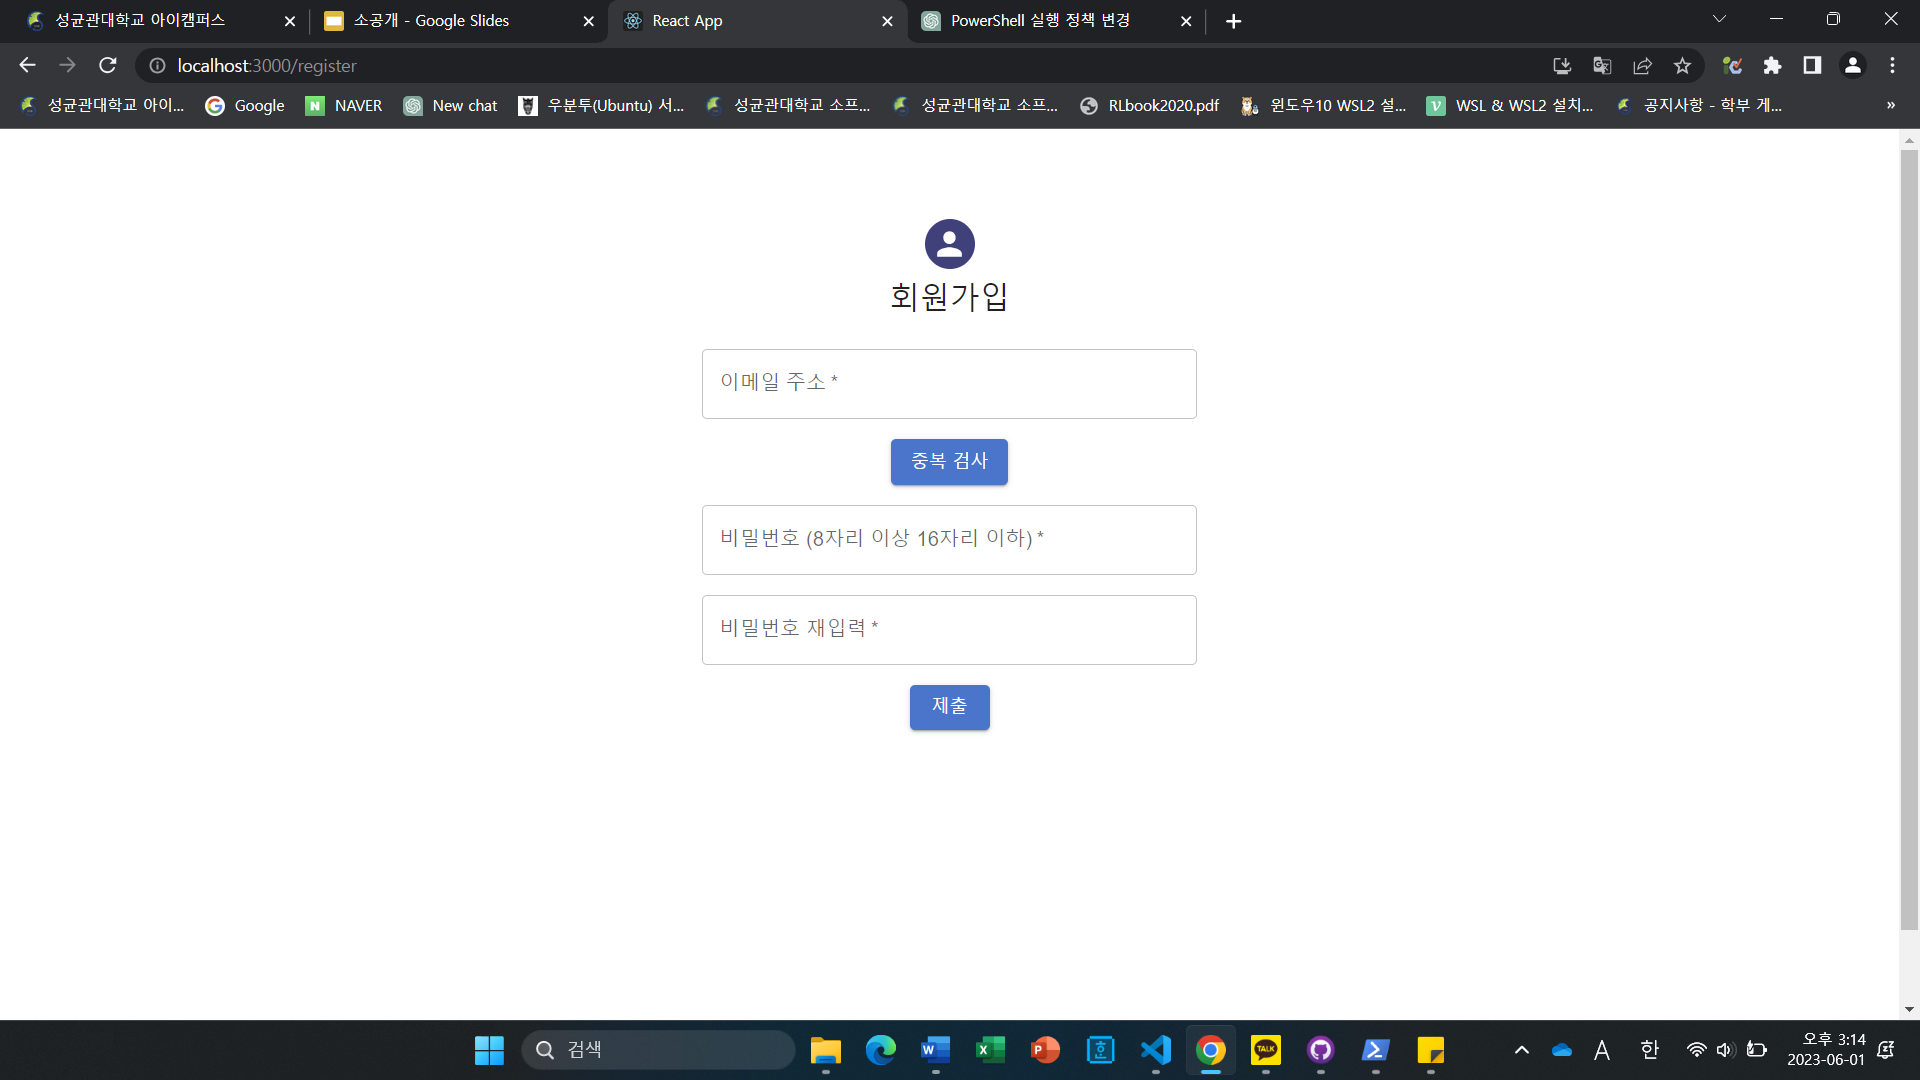 성균관대학교 아이캠퍼스
소공개 - Google Slides
React App
PowerShell 실행 정책 변경
localhost:3000/register
성균관대학교 아이...
Google
NAVER
New chat
우분투(Ubuntu) 서...
성균관대학교 소프...
성균관대학교 소프...
RLbook2020.pdf
윈도우10 WSL2 설...
WSL & WSL2 설치...
공지사항 - 학부 게...
»
회원가입
이메일 주소 *
중복 검사
비밀번호 (8자리 이상 16자리 이하) *
비밀번호 재입력 *
제출
검색
A
한
오후 3:14
2023-06-01